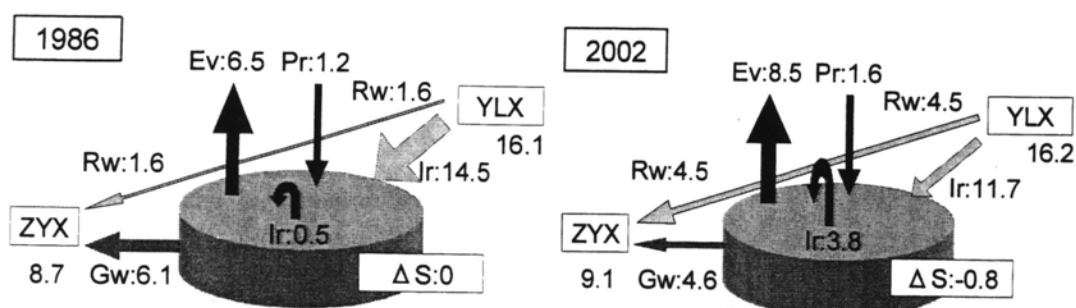 1986
Ev:6.5 Pr:1.2
Rw:1.6
YLX
16.1
Rw:1.6
Ir:14.5
ZYX
Ir:0.5
8.7 Gw:6.1
ΔS:0
2002
Ev:8.5 Pr:1.6
Rw:4.5
YLX
16.2
Rw:4.5
Ir:11.7
ZYX
Ir:3.8
9.1 Gw:4.6
ΔS:-0.8